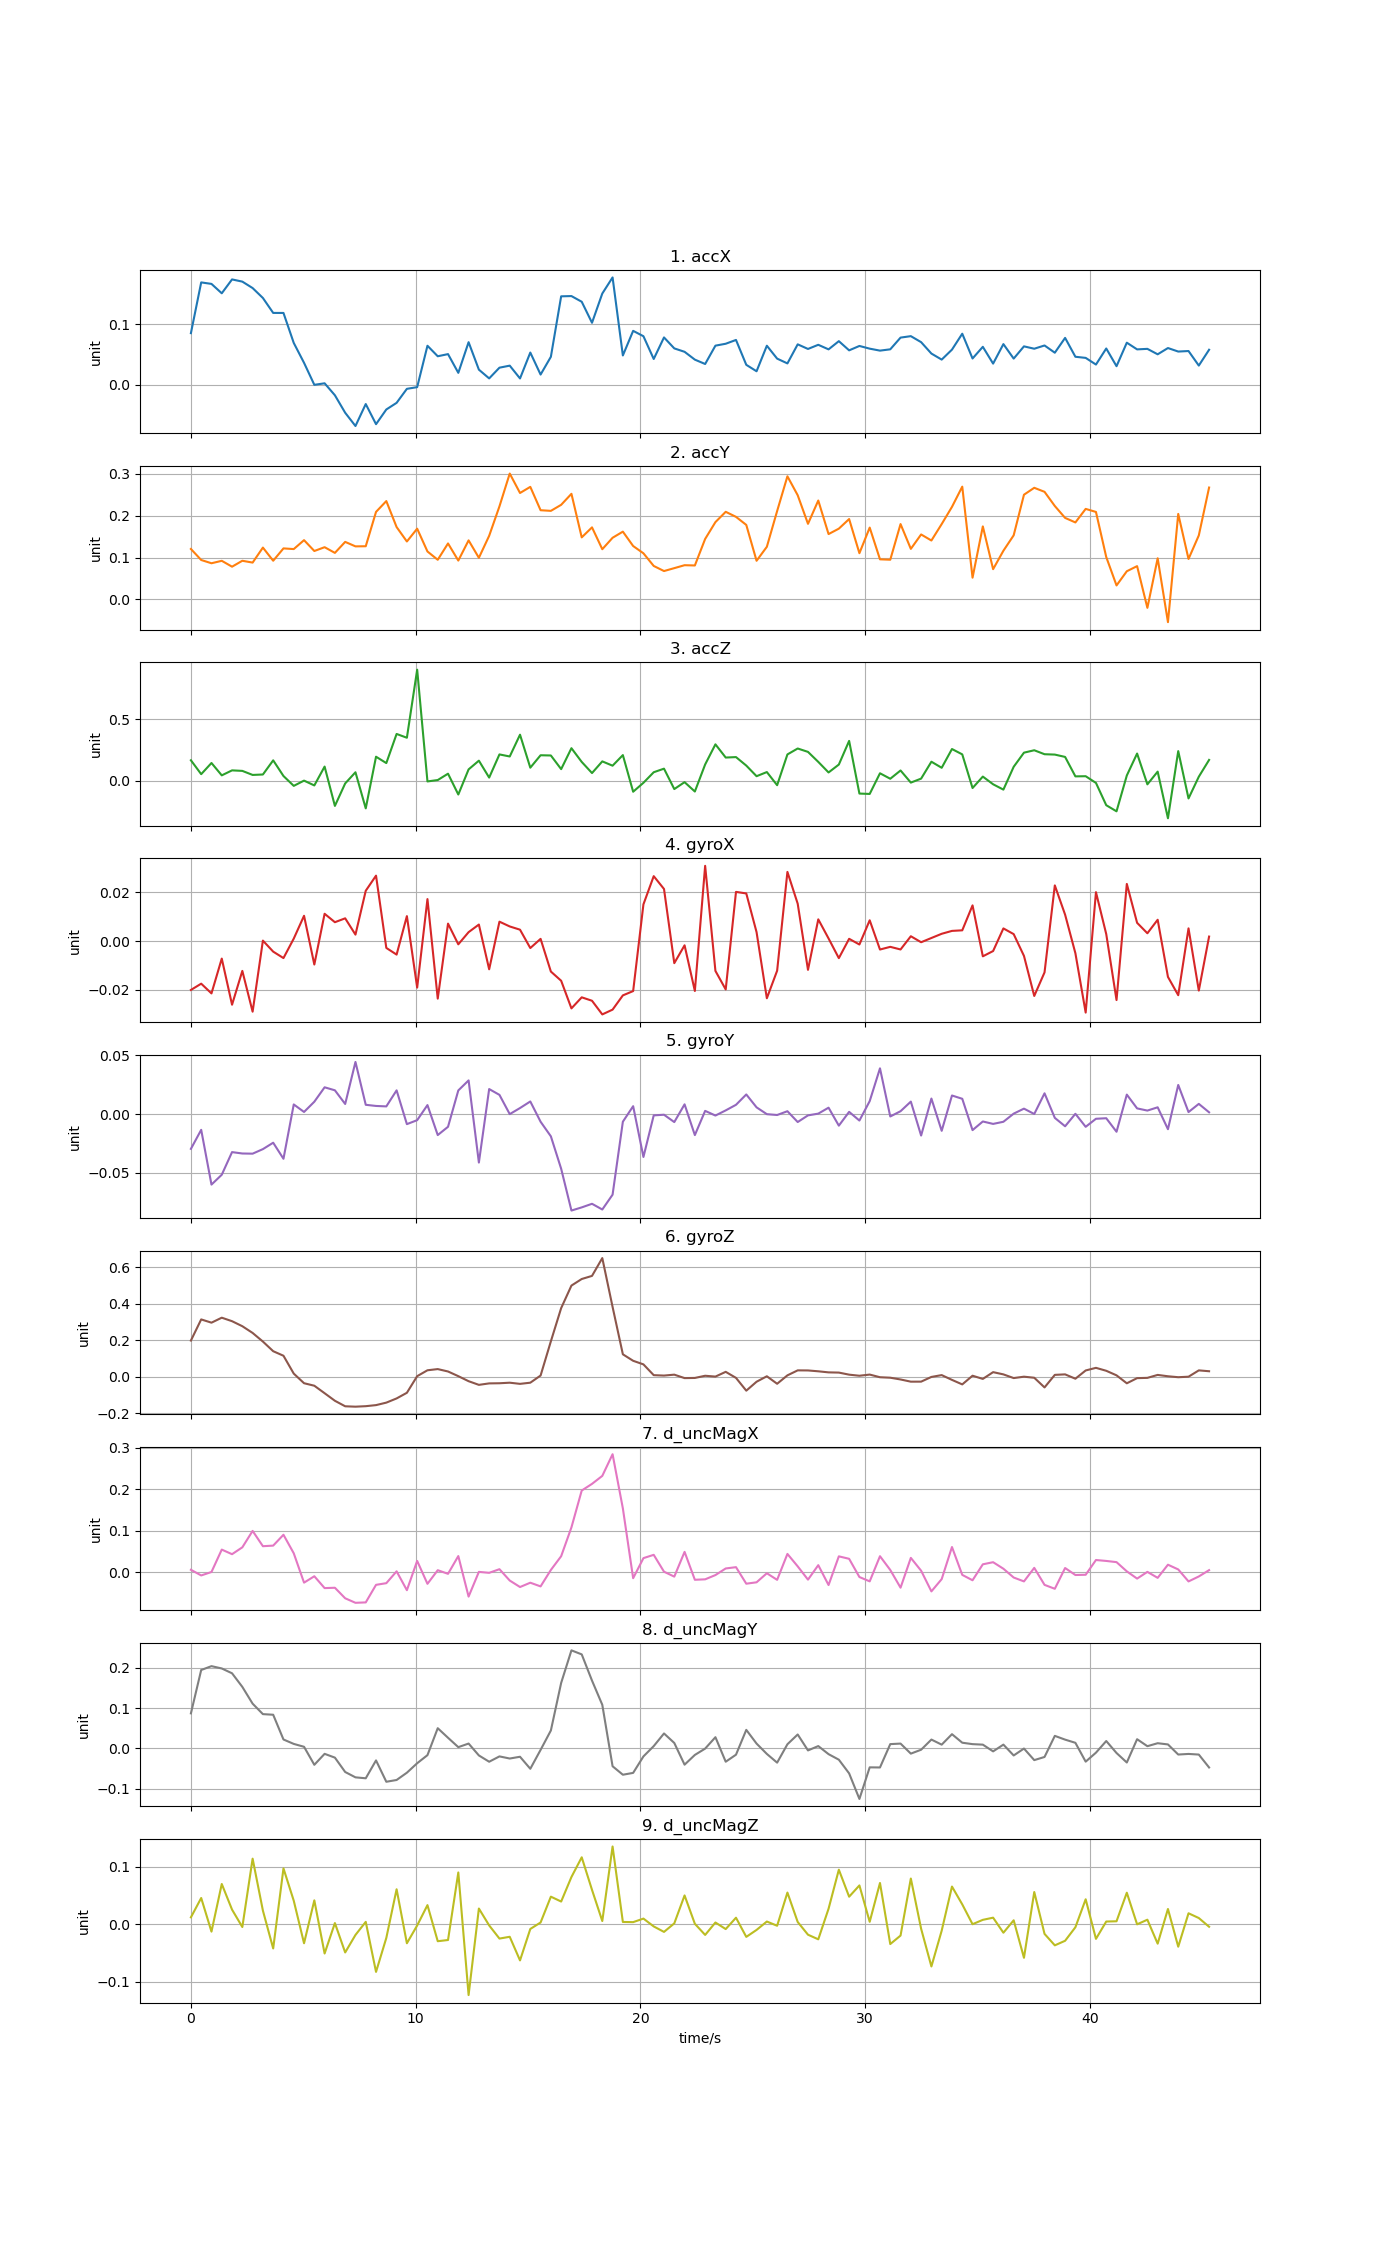 1. accX
0.1
unit
0.0
2. accY
0.3
0.2
unit
0.1
0.0
3. accZ
0.5
unit
0.0
4. gyroX
0.02
unit
0.00
−0.02
5. gyroY
0.05
0.00
unit
−0.05
6. gyroZ
0.6
0.4
unit
0.2
0.0
−0.2
7. d_uncMagX
0.3
0.2
unit
0.1
0.0
8. d_uncMagY
0.2
0.1
unit
0.0
−0.1
9. d_uncMagZ
0.1
unit
0.0
−0.1
0 10 20 30 40
time/s